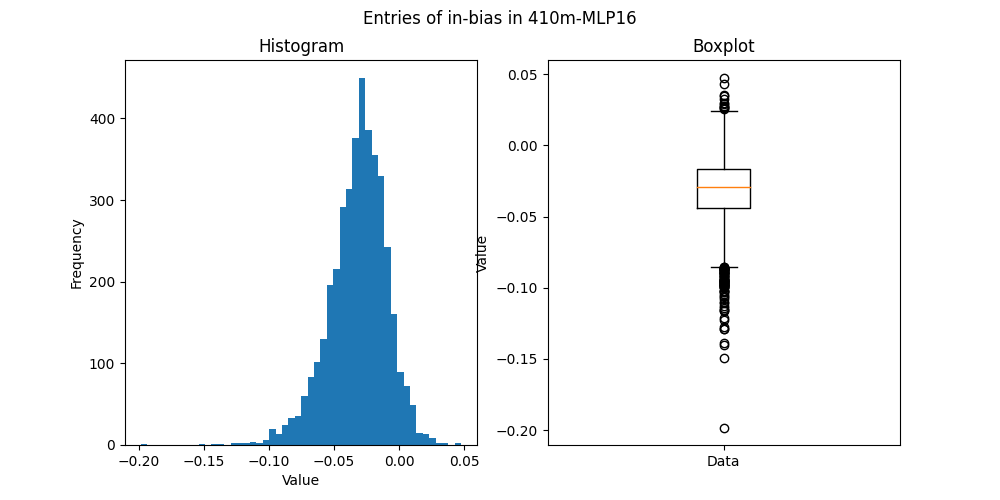 Entries of in-bias in 410m-MLP16
Histogram
Frequency
400
300
200
100
0
−0.20
−0.15
−0.10
−0.05
0.00
0.05
Value
Boxplot
Value
0.05
0.00
−0.05
−0.10
−0.15
−0.20
Data